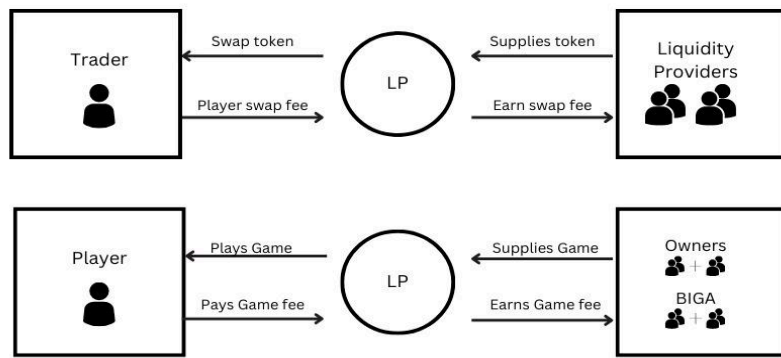 Trader
Swap token
Player swap fee
LP
Supplies token
Earn swap fee
Liquidity
Providers
Player
Plays Game
Pays Game fee
LP
Supplies Game
Earns Game fee
Owners
+
BIGA
+